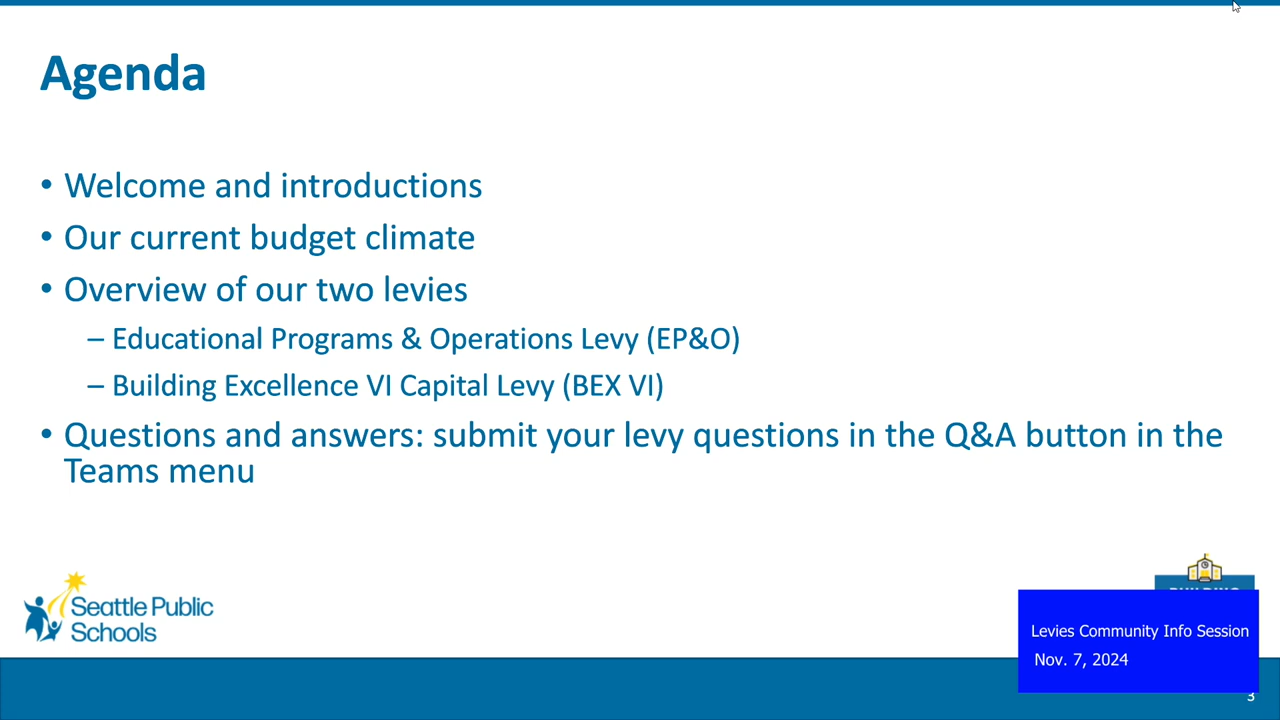 Agenda
• Welcome and introductions
• Our current budget climate
• Overview of our two levies
– Educational Programs & Operations Levy (EP&O)
– Building Excellence VI Capital Levy (BEX VI)
• Questions and answers: submit your levy questions in the Q&A button in the
Teams menu
Seattle Public
Schools
Levies Community Info Session
Nov. 7, 2024
3